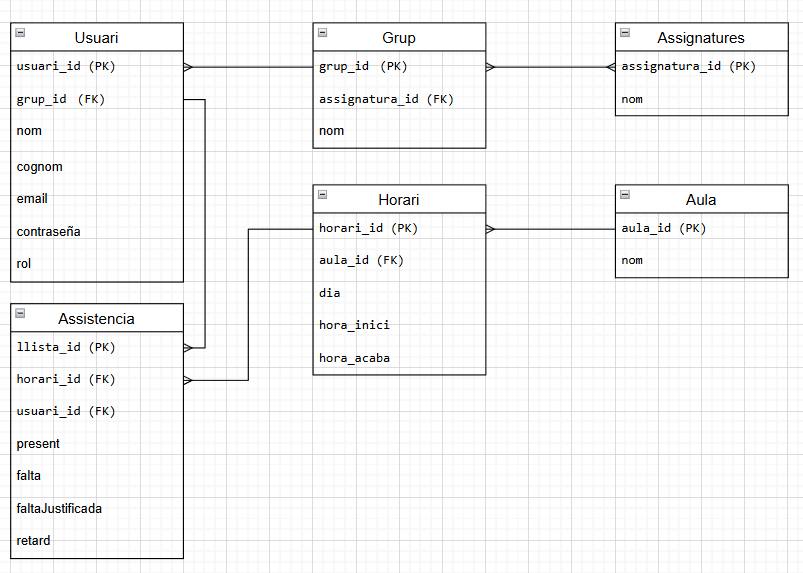 Usuari
usuari_id (PK)
grup_id (FK)
nom
cognom
email
contraseña
rol
Grup
grup_id (PK)
assignatura_id (FK)
nom
Assignatures
assignatura_id (PK)
nom
Assistencia
llista_id (PK)
horari_id (FK)
usuari_id (FK)
present
falta
faltaJustificada
retard
Horari
horari_id (PK)
aula_id (FK)
dia
hora_inici
hora_acaba
Aula
aula_id (PK)
nom